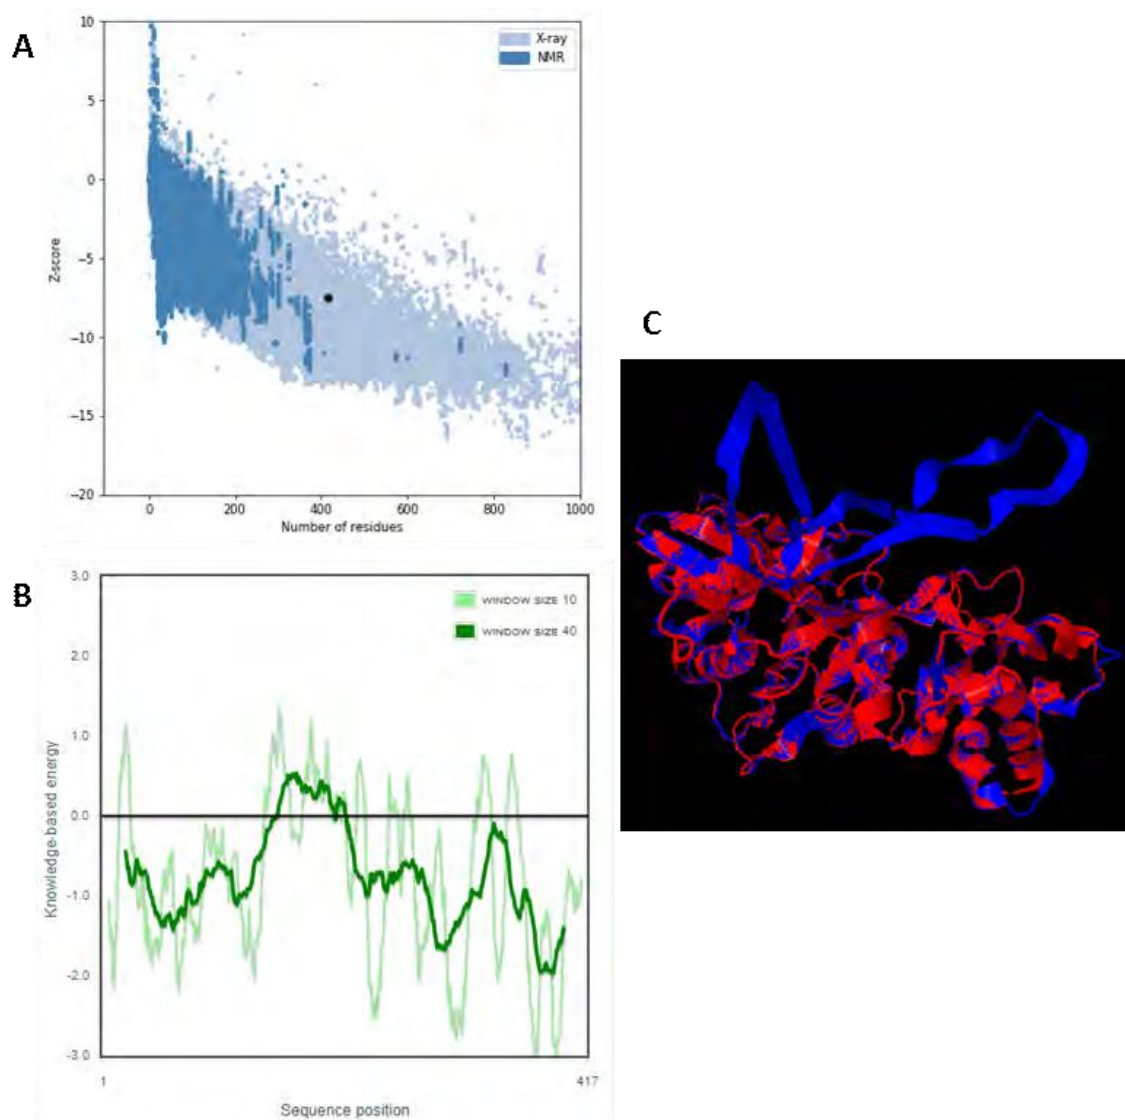 A
10
5
0
−5
−10
−15
−20
Z-score
X-ray
NMR
0 200 400 600 800 1000
Number of residues
B
3.0
2.0
1.0
0.0
-1.0
-2.0
-3.0
Knowledge-based energy
WINDOW SIZE 10
WINDOW SIZE 40
1 417
Sequence position
C